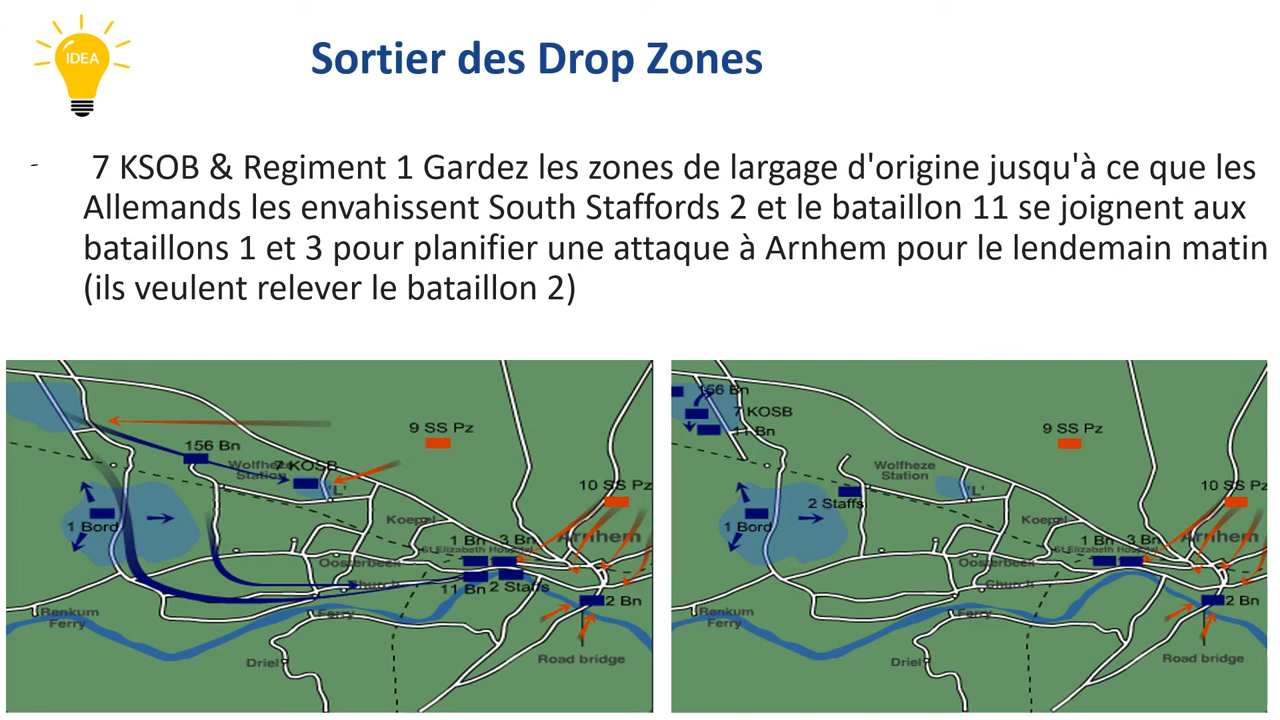 IDEA
Sortier des Drop Zones
- 7 KSOB & Regiment 1 Gardez les zones de largage d'origine jusqu'à ce que les
Allemands les envahissent South Staffords 2 et le bataillon 11 se joignent aux
bataillons 1 et 3 pour planifier une attaque à Arnhem pour le lendemain matin
(ils veulent relever le bataillon 2)
9 SS Pz
156 Bn
Wolfheze
Station
7 KOSB
'L'
10 SS Pz
1 Bord
Koepel
Arnhem
1 Bn
3 Bn
St Elizabeth Hospital
Oosterbeek
Church
11 Bn
2 Staffs
2 Bn
Renkum
Ferry
Ferry
Driel
Road bridge
156 Bn
7 KOSB
11 Bn
9 SS Pz
Wolfheze
Station
'L'
10 SS Pz
2 Staffs
1 Bord
Koepel
Arnhem
1 Bn
3 Bn
St Elizabeth Hospital
Oosterbeek
Church
2 Bn
Renkum
Ferry
Ferry
Driel
Road bridge